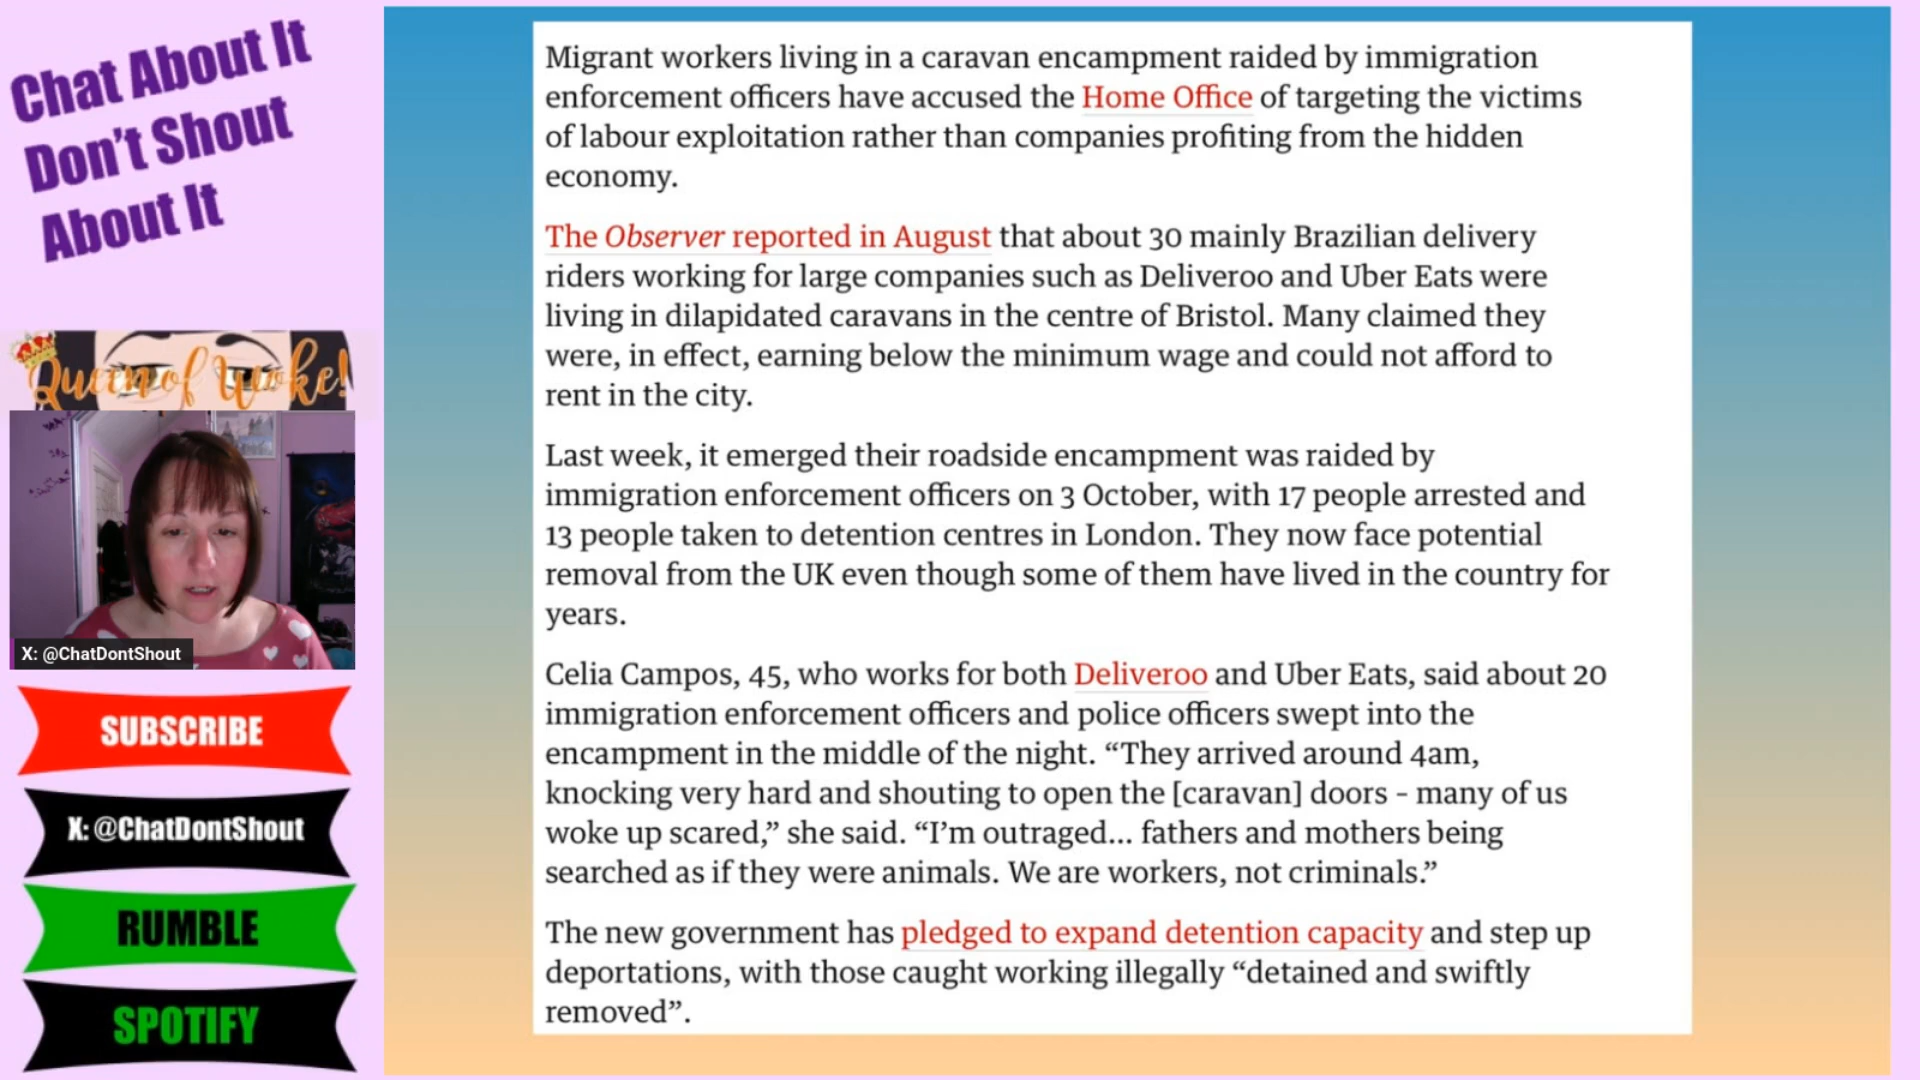 Chat About It
Don't Shout
About It
Queen of Woke!
X: @ChatDontShout
SUBSCRIBE
X: @ChatDontShout
RUMBLE
SPOTIFY
Migrant workers living in a caravan encampment raided by immigration
enforcement officers have accused the Home Office of targeting the victims
of labour exploitation rather than companies profiting from the hidden
economy.
The Observer reported in August that about 30 mainly Brazilian delivery
riders working for large companies such as Deliveroo and Uber Eats were
living in dilapidated caravans in the centre of Bristol. Many claimed they
were, in effect, earning below the minimum wage and could not afford to
rent in the city.
Last week, it emerged their roadside encampment was raided by
immigration enforcement officers on 3 October, with 17 people arrested and
13 people taken to detention centres in London. They now face potential
removal from the UK even though some of them have lived in the country for
years.
Celia Campos, 45, who works for both Deliveroo and Uber Eats, said about 20
immigration enforcement officers and police officers swept into the
encampment in the middle of the night. “They arrived around 4am,
knocking very hard and shouting to open the [caravan] doors – many of us
woke up scared,” she said. “I’m outraged… fathers and mothers being
searched as if they were animals. We are workers, not criminals.”
The new government has pledged to expand detention capacity and step up
deportations, with those caught working illegally “detained and swiftly
removed”.